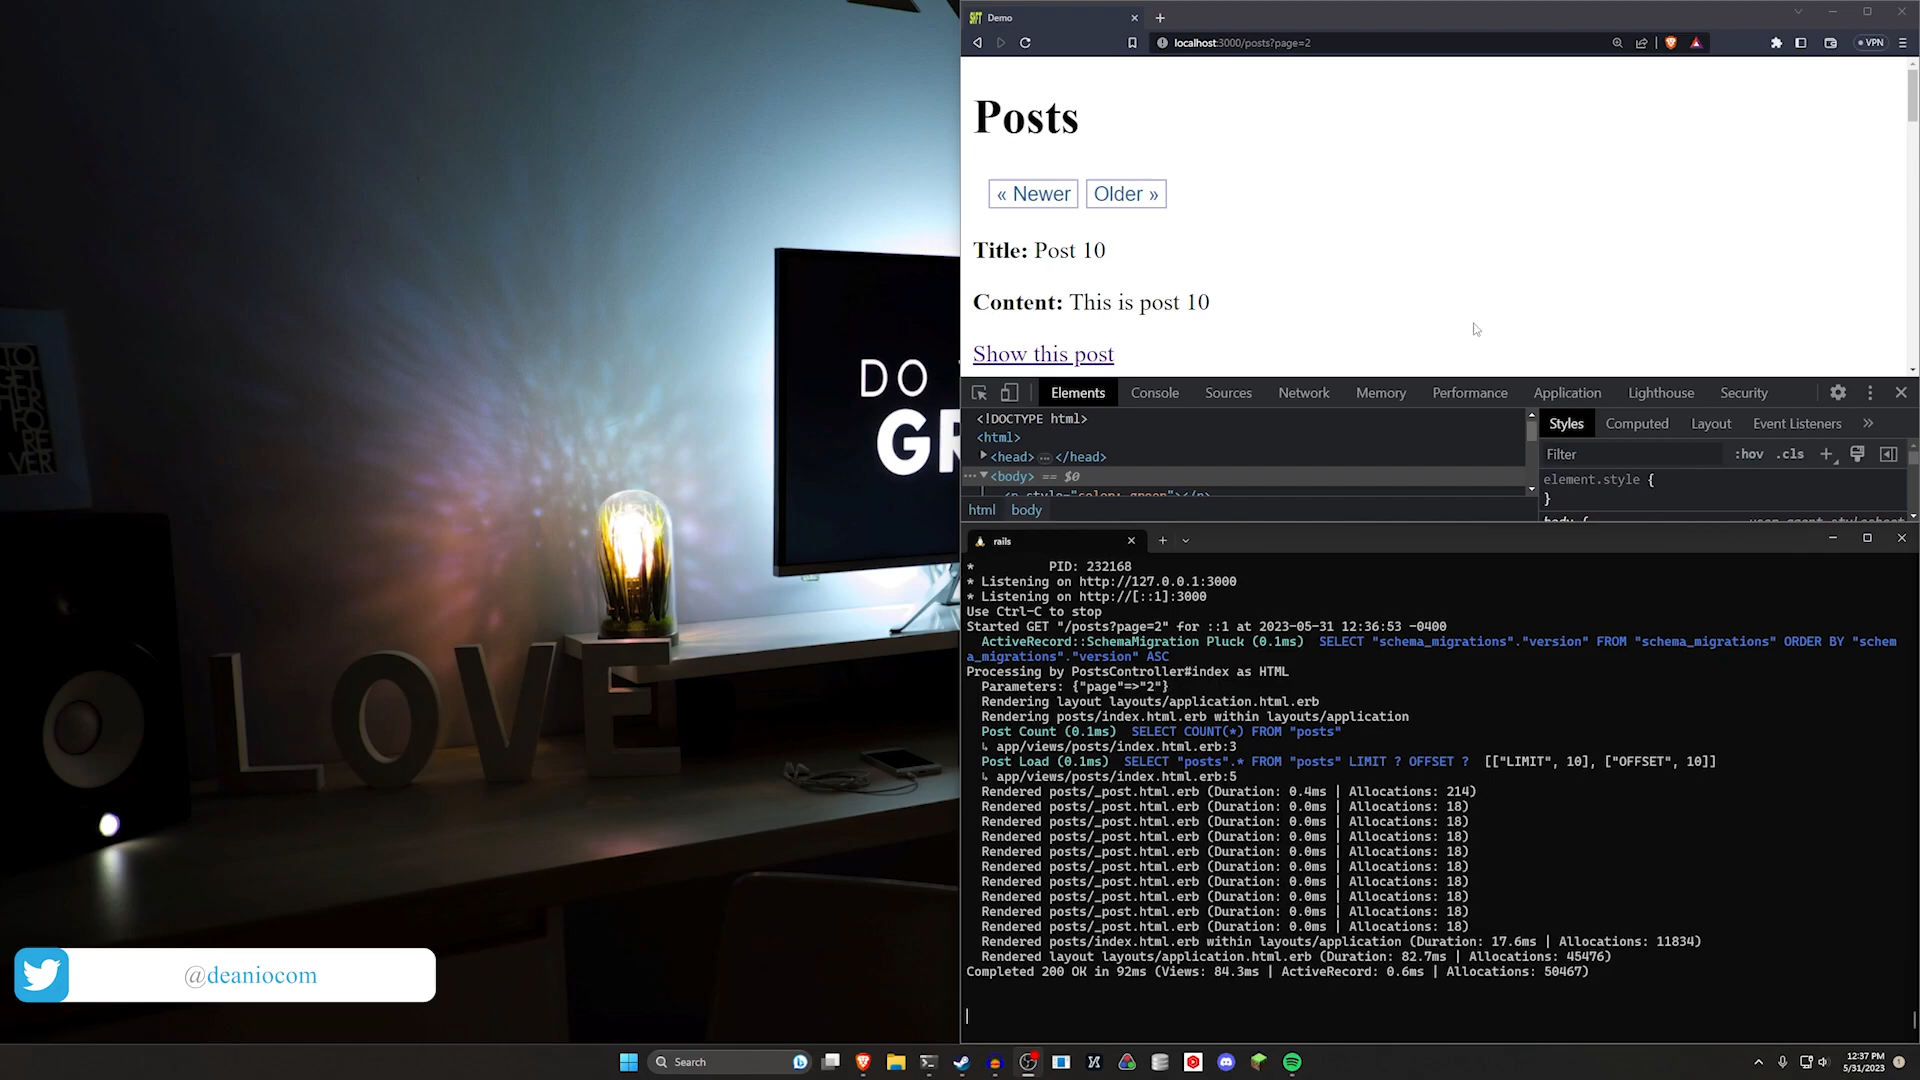 Demo
localhost:3000/posts?page=2
VPN
Posts
« Newer
Older »
Title: Post 10
Content: This is post 10
Show this post
Elements
Console
Sources
Network
Memory
Performance
Application
Lighthouse
Security
<!DOCTYPE html>
<html>
<head> … </head>
<body> == $0
html
body
Styles
Computed
Layout
Event Listeners
Filter
:hov .cls
element.style {
}
rails
* PID: 232168
* Listening on http://127.0.0.1:3000
* Listening on http://[::1]:3000
Use Ctrl-C to stop
Started GET "/posts?page=2" for ::1 at 2023-05-31 12:36:53 -0400
ActiveRecord::SchemaMigration Pluck (0.1ms) SELECT "schema_migrations"."version" FROM "schema_migrations" ORDER BY "schem
a_migrations"."version" ASC
Processing by PostsController#index as HTML
Parameters: {"page"=>"2"}
Rendering layout layouts/application.html.erb
Rendering posts/index.html.erb within layouts/application
Post Count (0.1ms) SELECT COUNT(*) FROM "posts"
↳ app/views/posts/index.html.erb:3
Post Load (0.1ms) SELECT "posts".* FROM "posts" LIMIT ? OFFSET ? [["LIMIT", 10], ["OFFSET", 10]]
↳ app/views/posts/index.html.erb:5
Rendered posts/_post.html.erb (Duration: 0.4ms | Allocations: 214)
Rendered posts/_post.html.erb (Duration: 0.0ms | Allocations: 18)
Rendered posts/_post.html.erb (Duration: 0.0ms | Allocations: 18)
Rendered posts/_post.html.erb (Duration: 0.0ms | Allocations: 18)
Rendered posts/_post.html.erb (Duration: 0.0ms | Allocations: 18)
Rendered posts/_post.html.erb (Duration: 0.0ms | Allocations: 18)
Rendered posts/_post.html.erb (Duration: 0.0ms | Allocations: 18)
Rendered posts/_post.html.erb (Duration: 0.0ms | Allocations: 18)
Rendered posts/_post.html.erb (Duration: 0.0ms | Allocations: 18)
Rendered posts/_post.html.erb (Duration: 0.0ms | Allocations: 18)
Rendered posts/index.html.erb within layouts/application (Duration: 17.6ms | Allocations: 11834)
Rendered layout layouts/application.html.erb (Duration: 82.7ms | Allocations: 45476)
Completed 200 OK in 92ms (Views: 84.3ms | ActiveRecord: 0.6ms | Allocations: 50467)
DO
GR
LOVE
@deaniocom
Search
12:37 PM
5/31/2023